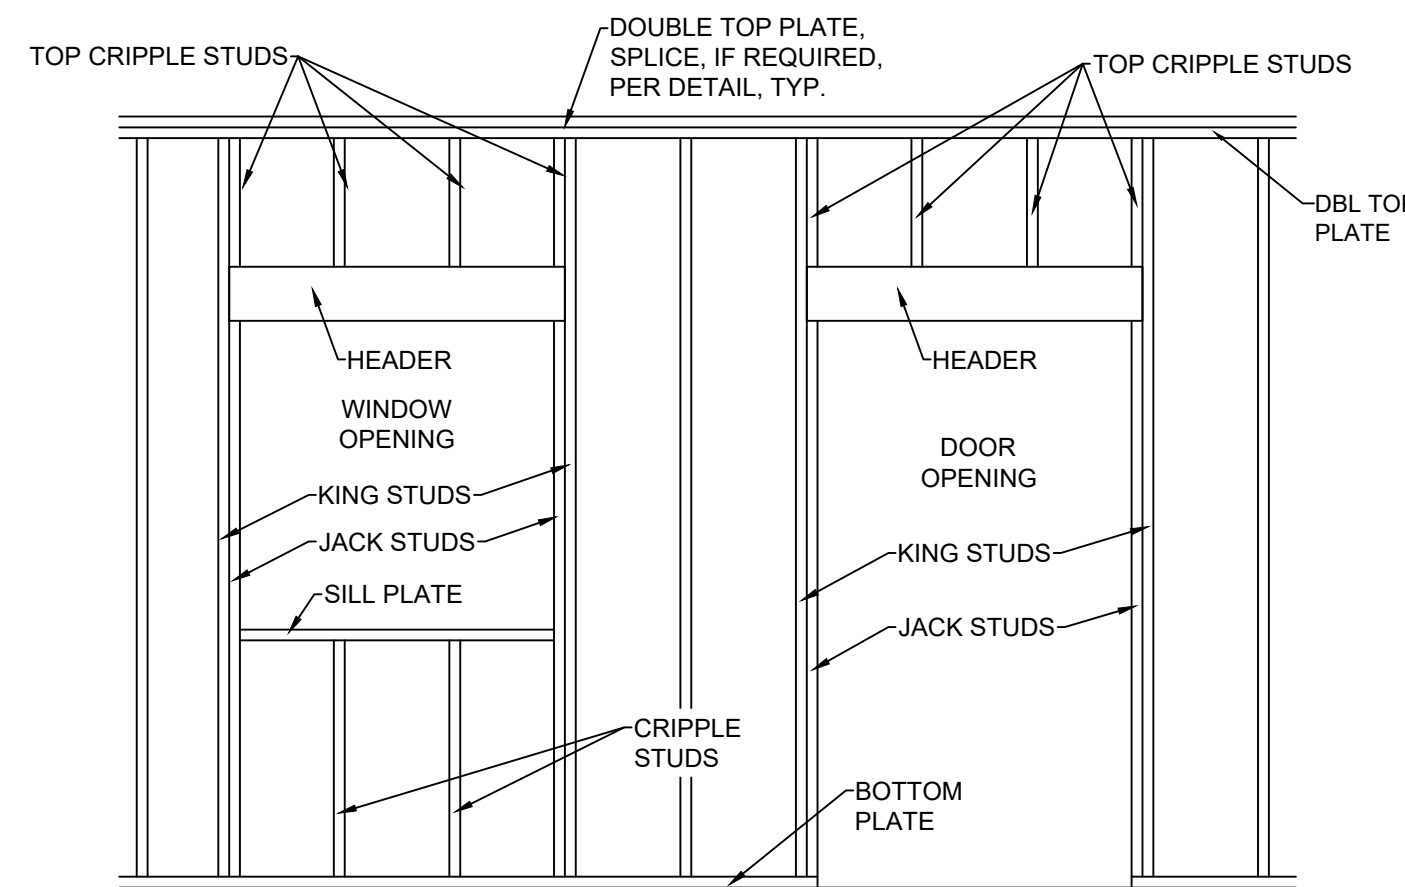 DOUBLE TOP PLATE,
SPLICE, IF REQUIRED,
PER DETAIL, TYP.
TOP CRIPPLE STUDS
TOP CRIPPLE STUDS
DBL
PLATE
HEADER
HEADER
WINDOW
OPENING
DOOR
OPENING
KING STUDS
JACK STUDS
SILL PLATE
KING STUDS
JACK STUDS
CRIPPLE
STUDS
BOTTOM
PLATE